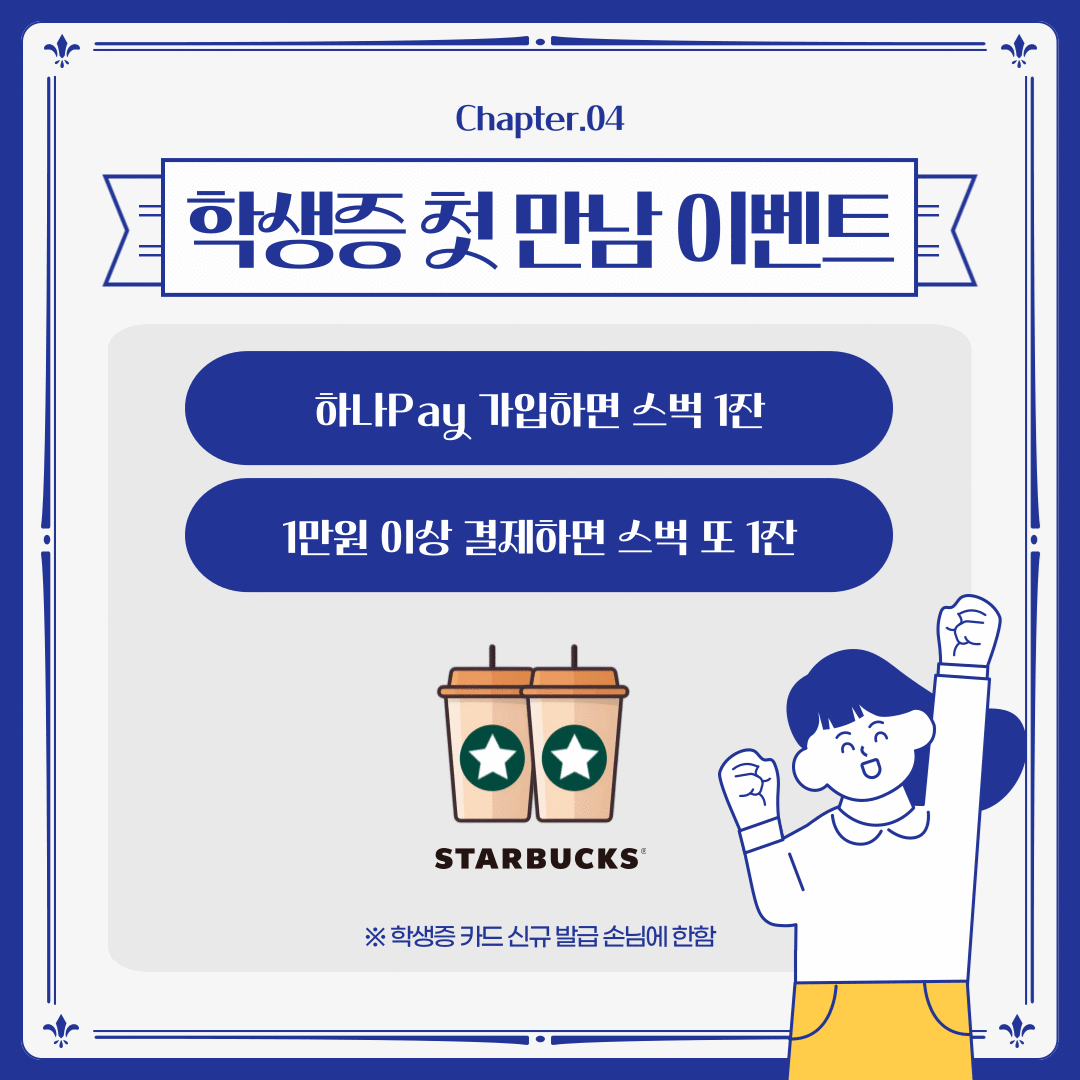 Chapter.04
학생증 첫 만남 이벤트
하나Pay 가입하면 스벅 1잔
1만원 이상 결제하면 스벅 또 1잔
STARBUCKS®
※ 학생증 카드 신규 발급 손님에 한함